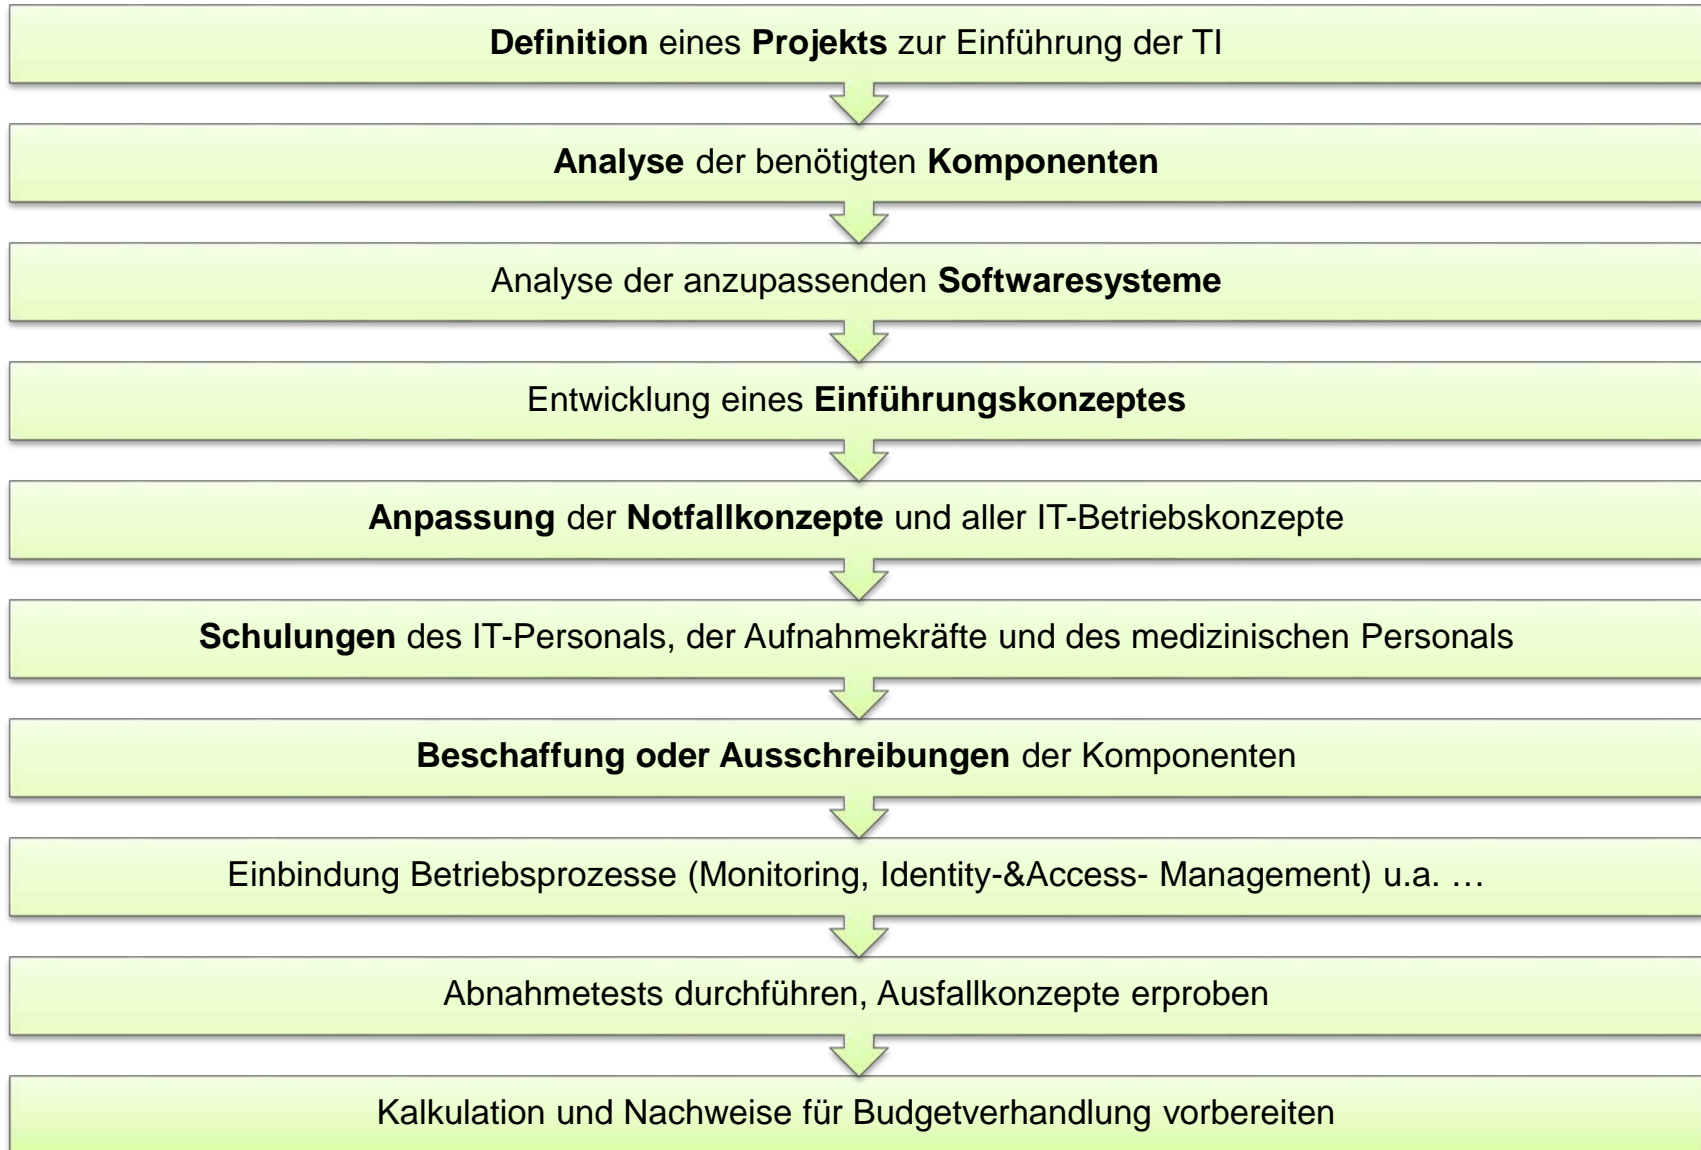 Definition eines Projekts zur Einführung der TI
Analyse der benötigten Komponenten
Analyse der anzupassenden Softwaresysteme
Entwicklung eines Einführungskonzeptes
Anpassung der Notfallkonzepte und aller IT-Betriebskonzepte
Schulungen des IT-Personals, der Aufnahmekräfte und des medizinischen Personals
Beschaffung oder Ausschreibungen der Komponenten
Einbindung Betriebsprozesse (Monitoring, Identity-&Access- Management) u.a. …
Abnahmetests durchführen, Ausfallkonzepte erproben
Kalkulation und Nachweise für Budgetverhandlung vorbereiten